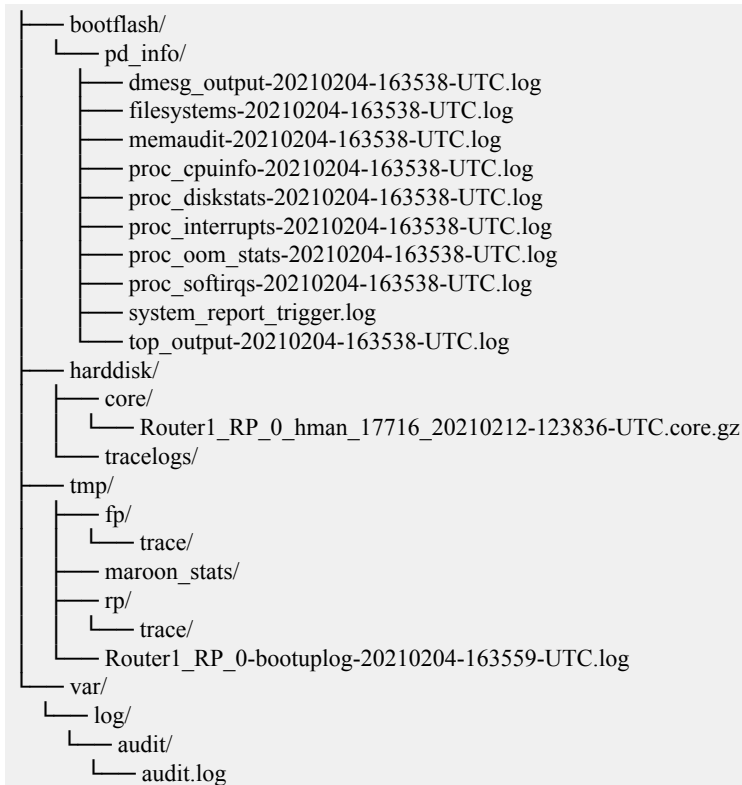 ├── bootflash/
│   └── pd_info/
│       ├── dmesg_output-20210204-163538-UTC.log
│       ├── filesystems-20210204-163538-UTC.log
│       ├── memaudit-20210204-163538-UTC.log
│       ├── proc_cpuinfo-20210204-163538-UTC.log
│       ├── proc_diskstats-20210204-163538-UTC.log
│       ├── proc_interrupts-20210204-163538-UTC.log
│       ├── proc_oom_stats-20210204-163538-UTC.log
│       ├── proc_softirqs-20210204-163538-UTC.log
│       ├── system_report_trigger.log
│       └── top_output-20210204-163538-UTC.log
├── harddisk/
│   ├── core/
│   │   └── Router1_RP_0_hman_17716_20210212-123836-UTC.core.gz
│   └── tracelogs/
├── tmp/
│   ├── fp/
│   │   └── trace/
│   ├── maroon_stats/
│   ├── rp/
│   │   └── trace/
│   └── Router1_RP_0-bootuplog-20210204-163559-UTC.log
└── var/
    └── log/
        └── audit/
            └── audit.log